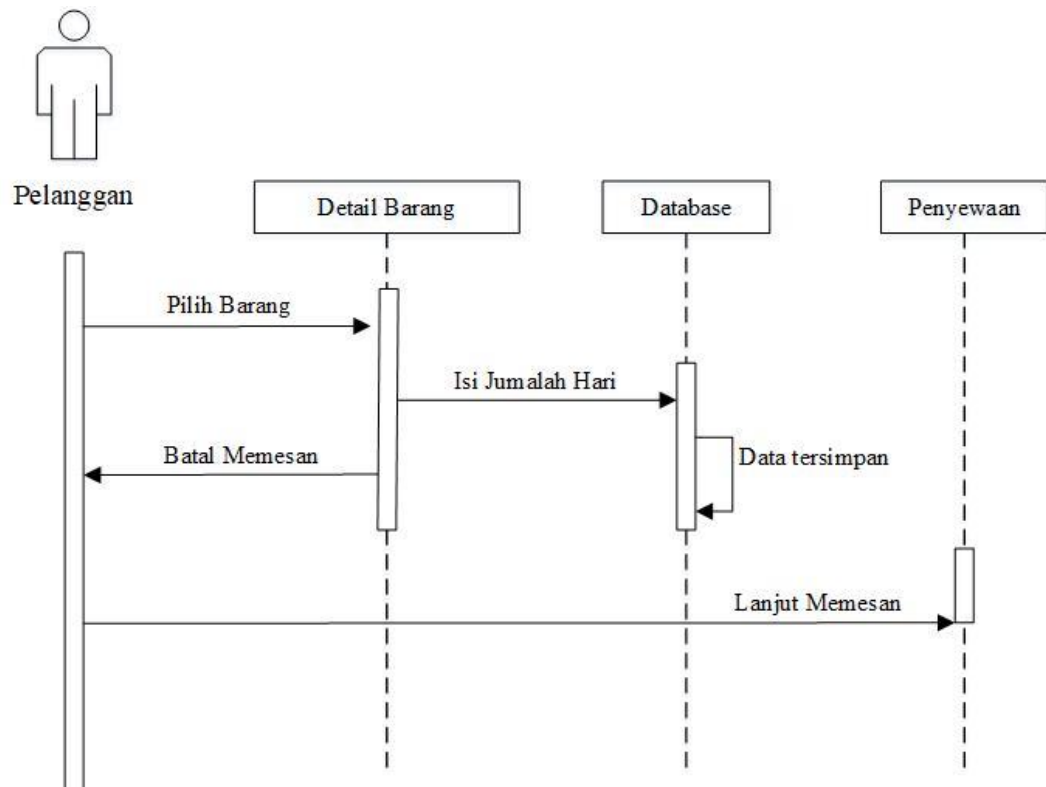 Pelanggan
Detail Barang
Database
Penyewaan
Pilih Barang
Isi Jumalah Hari
Batal Memesan
Data tersimpan
Lanjut Memesan